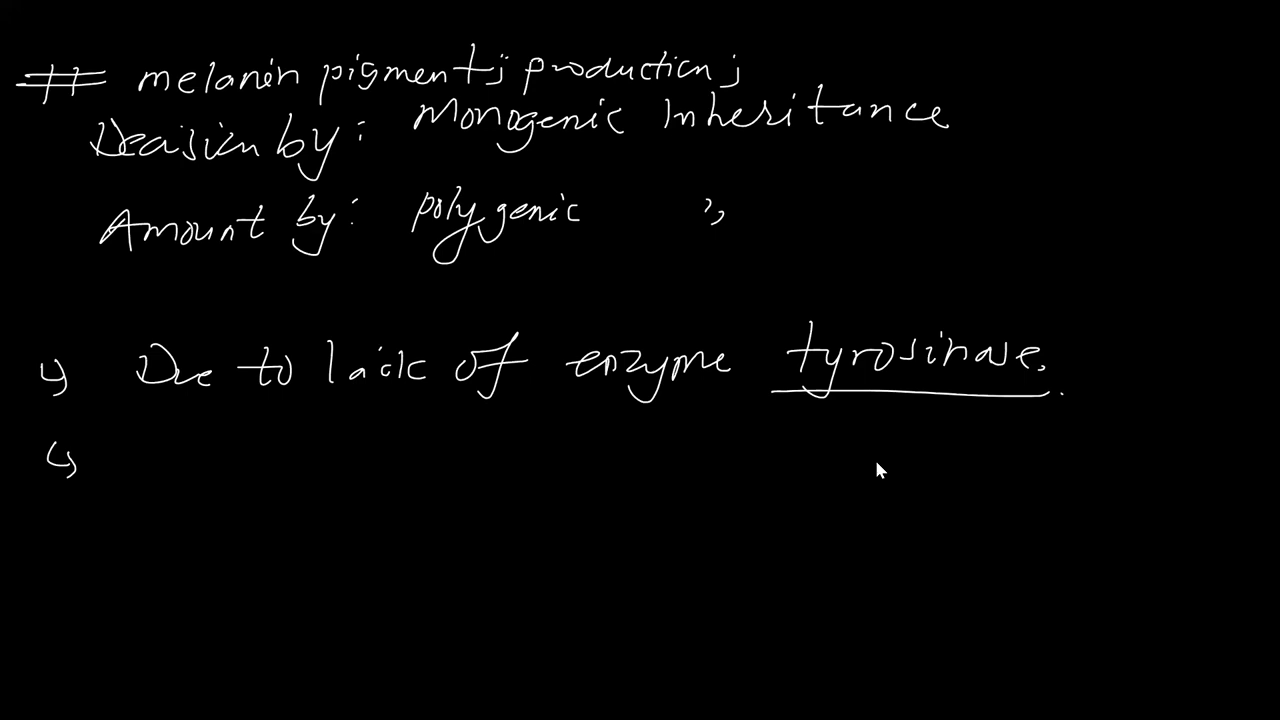 # melanin pigment; production;
Decision by: Monogenic Inheritance
Amount by: polygenic ,,
↳ Due to lack of enzyme tyrosinase.
↳